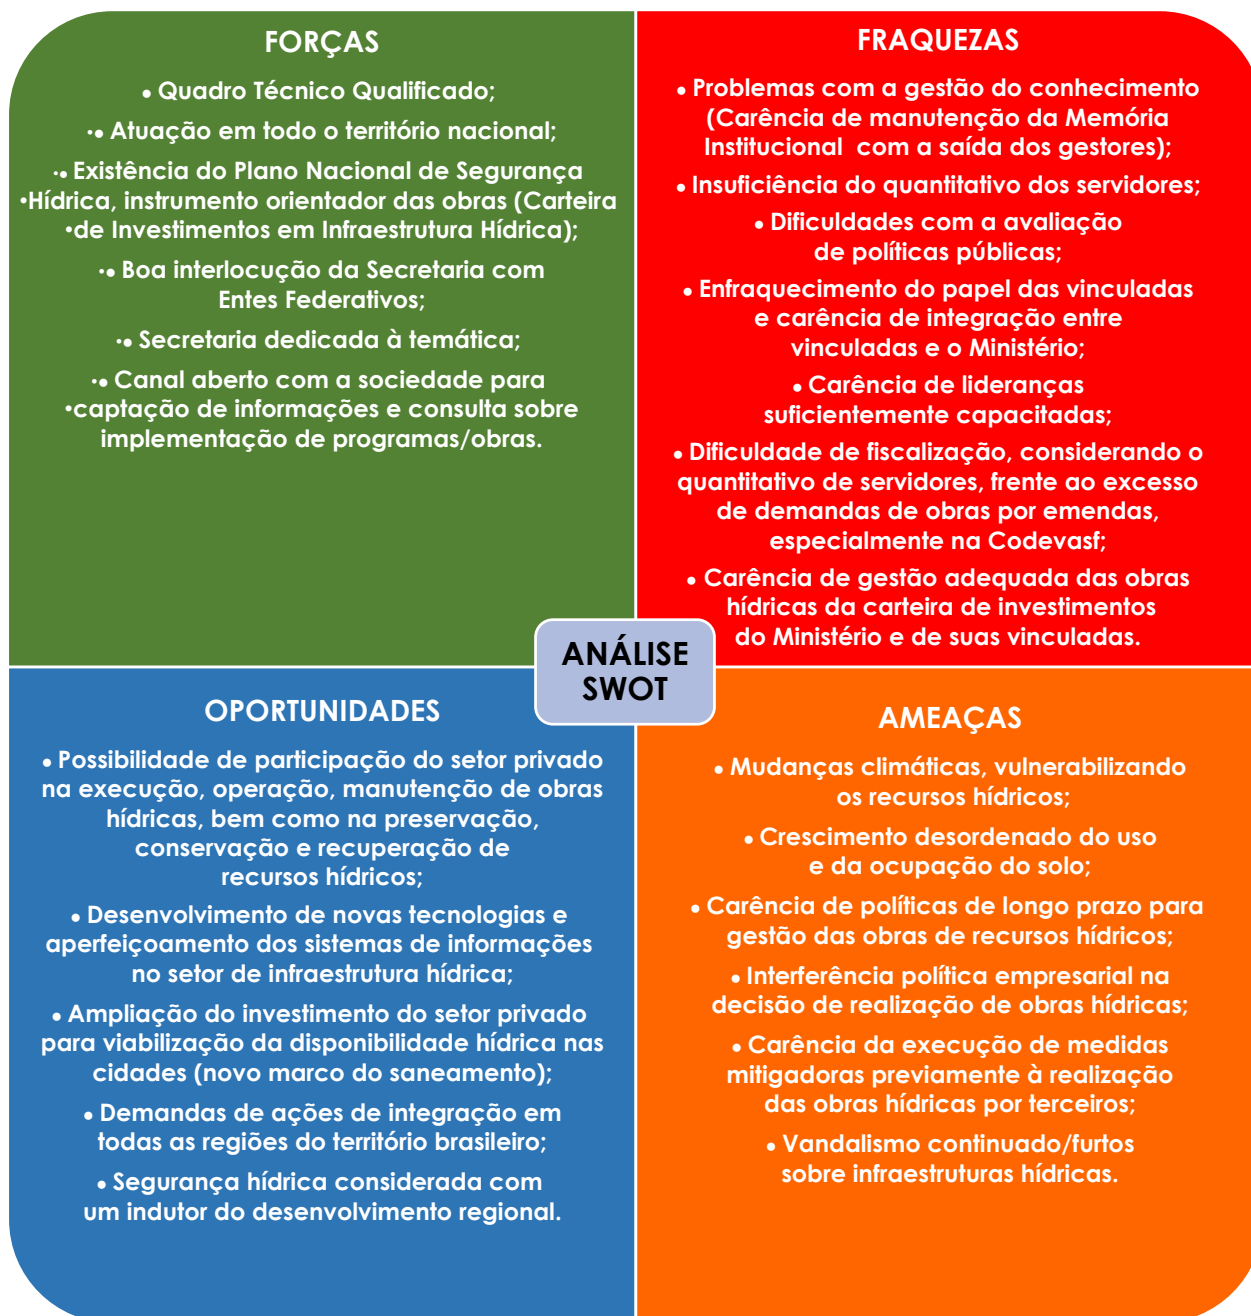 FORÇAS
• Quadro Técnico Qualificado;
•● Atuação em todo o território nacional;
•● Existência do Plano Nacional de Segurança
•Hídrica, instrumento orientador das obras (Carteira
•de Investimentos em Infraestrutura Hídrica);
•● Boa interlocução da Secretaria com
Entes Federativos;
•● Secretaria dedicada à temática;
•● Canal aberto com a sociedade para
•captação de informações e consulta sobre
implementação de programas/obras.
FRAQUEZAS
● Problemas com a gestão do conhecimento
(Carência de manutenção da Memória
Institucional com a saída dos gestores);
● Insuficiência do quantitativo dos servidores;
● Dificuldades com a avaliação
de políticas públicas;
● Enfraquecimento do papel das vinculadas
e carência de integração entre
vinculadas e o Ministério;
● Carência de lideranças
suficientemente capacitadas;
● Dificuldade de fiscalização, considerando o
quantitativo de servidores, frente ao excesso
de demandas de obras por emendas,
especialmente na Codevasf;
● Carência de gestão adequada das obras
hídricas da carteira de investimentos
do Ministério e de suas vinculadas.
ANÁLISE
SWOT
OPORTUNIDADES
● Possibilidade de participação do setor privado
na execução, operação, manutenção de obras
hídricas, bem como na preservação,
conservação e recuperação de
recursos hídricos;
● Desenvolvimento de novas tecnologias e
aperfeiçoamento dos sistemas de informações
no setor de infraestrutura hídrica;
● Ampliação do investimento do setor privado
para viabilização da disponibilidade hídrica nas
cidades (novo marco do saneamento);
● Demandas de ações de integração em
todas as regiões do território brasileiro;
● Segurança hídrica considerada com
um indutor do desenvolvimento regional.
AMEAÇAS
● Mudanças climáticas, vulnerabilizando
os recursos hídricos;
● Crescimento desordenado do uso
e da ocupação do solo;
● Carência de políticas de longo prazo para
gestão das obras de recursos hídricos;
● Interferência política empresarial na
decisão de realização de obras hídricas;
● Carência da execução de medidas
mitigadoras previamente à realização
das obras hídricas por terceiros;
● Vandalismo continuado/furtos
sobre infraestruturas hídricas.